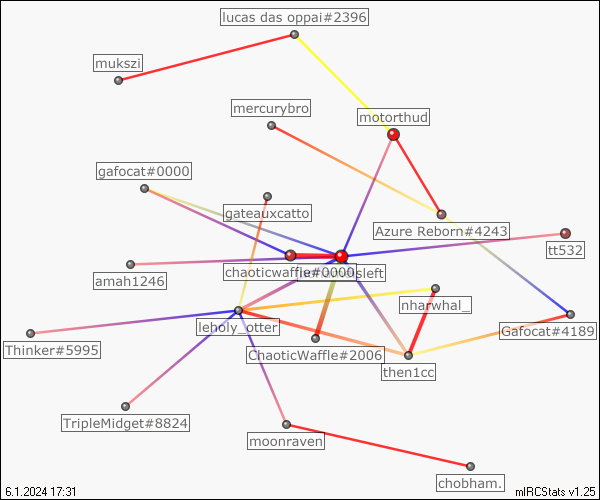 lucas das oppai#2396
mukszi
mercurybro
motorthud
gafocat#0000
gateauxcatto
Azure Reborn#4243
tt532
chaoticwaffle#0000
amah1246
nharwhal_
leholy_otter
Gafocat#4189
Thinker#5995
ChaoticWaffle#2006
then1cc
TripleMidget#8824
moonraven
chobham.
6.1.2024 17:31
mIRCStats v1.25